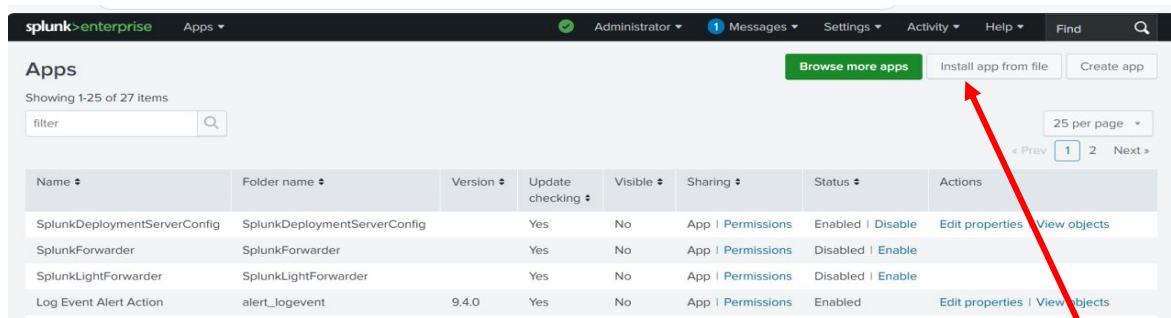 splunk>enterprise Apps Administrator 1 Messages Settings Activity Help Find
Apps Browse more apps Install app from file Create app
Showing 1-25 of 27 items
filter 25 per page
« Prev 1 2 Next »
Name Folder name Version Update checking Visible Sharing Status Actions
SplunkDeploymentServerConfig SplunkDeploymentServerConfig Yes No App | Permissions Enabled | Disable Edit properties | View objects
SplunkForwarder SplunkForwarder Yes No App | Permissions Disabled | Enable
SplunkLightForwarder SplunkLightForwarder Yes No App | Permissions Disabled | Enable
Log Event Alert Action alert_logevent 9.4.0 Yes No App | Permissions Enabled Edit properties | View objects